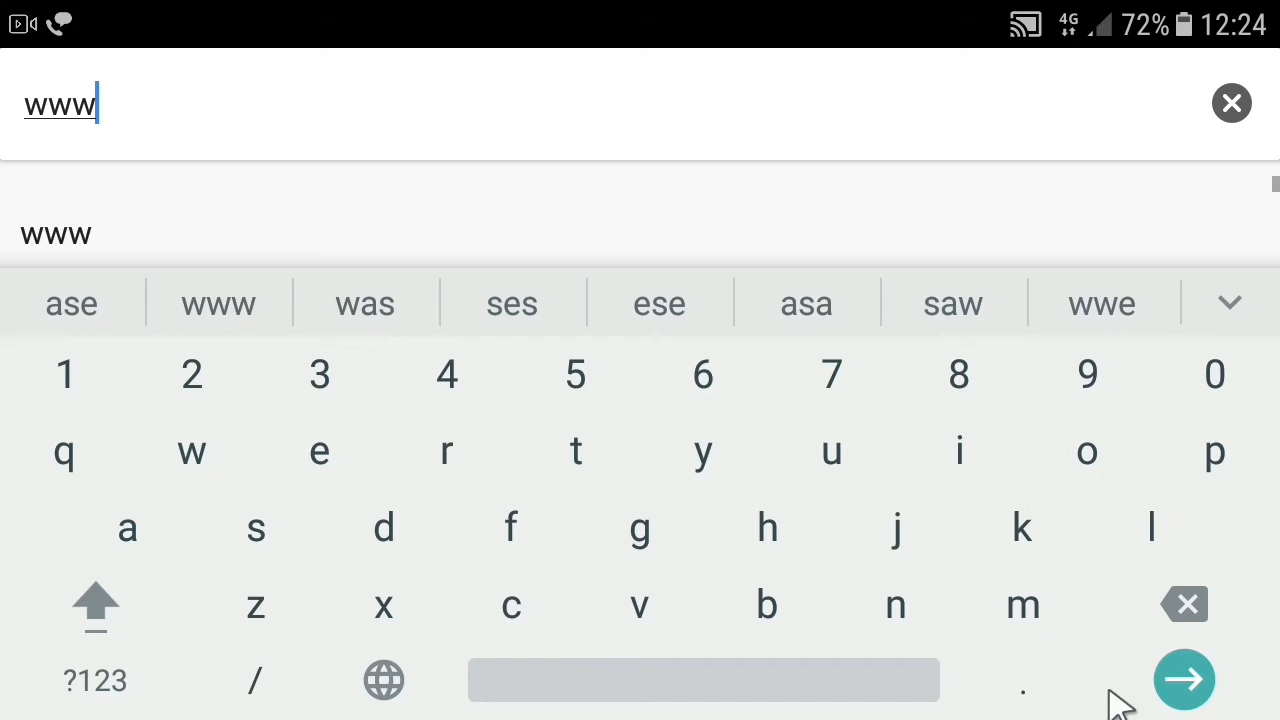 4G 72% 12:24
www
www
ase www was ses ese asa saw wwe
1 2 3 4 5 6 7 8 9 0
q w e r t y u i o p
a s d f g h j k l
z x c v b n m
?123 / .